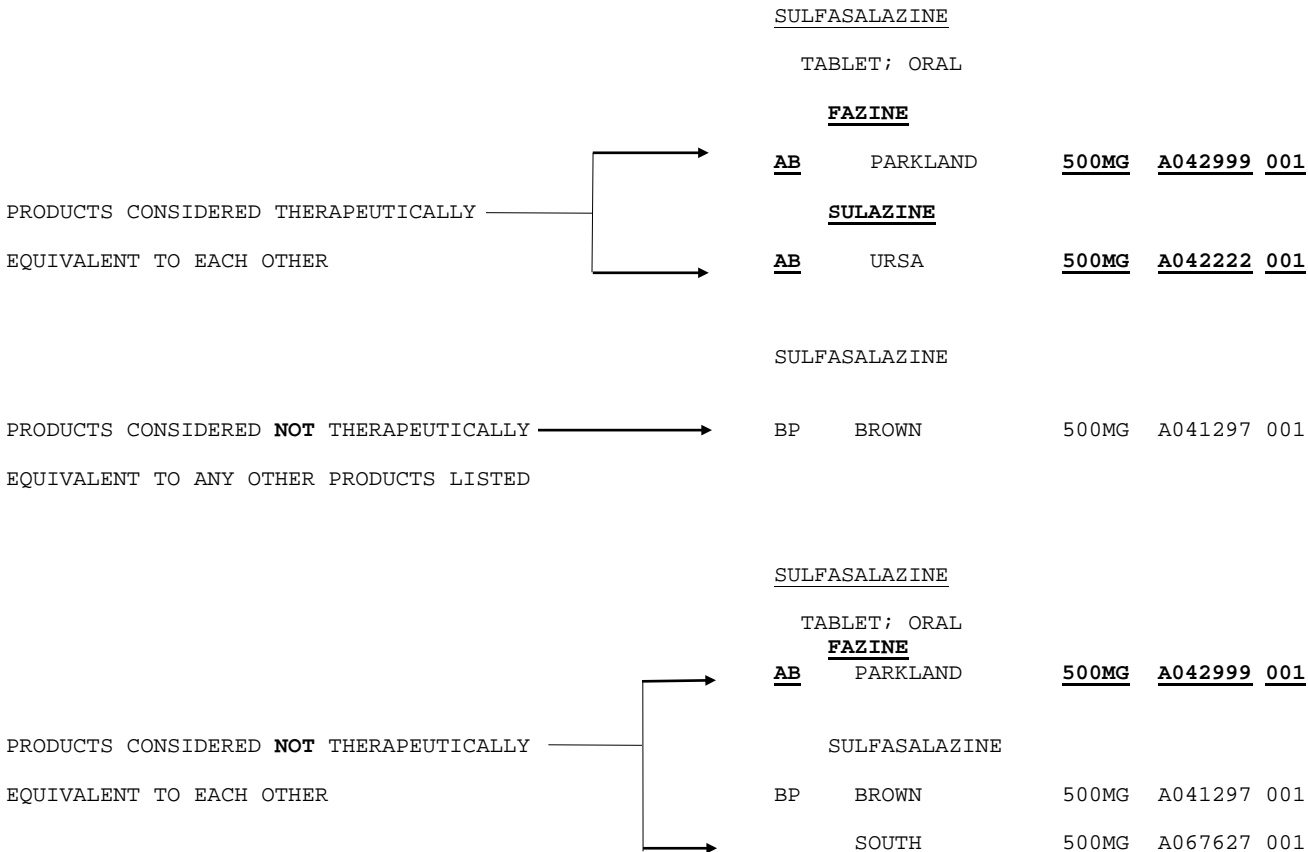 SULFASALAZINE
TABLET; ORAL
FAZINE
AB PARKLAND 500MG A042999 001
PRODUCTS CONSIDERED THERAPEUTICALLY SULAZINE
EQUIVALENT TO EACH OTHER AB URSA 500MG A042222 001
SULFASALAZINE
PRODUCTS CONSIDERED NOT THERAPEUTICALLY BP BROWN 500MG A041297 001
EQUIVALENT TO ANY OTHER PRODUCTS LISTED
SULFASALAZINE
TABLET; ORAL
FAZINE
AB PARKLAND 500MG A042999 001
PRODUCTS CONSIDERED NOT THERAPEUTICALLY SULFASALAZINE
EQUIVALENT TO EACH OTHER BP BROWN 500MG A041297 001
SOUTH 500MG A067627 001